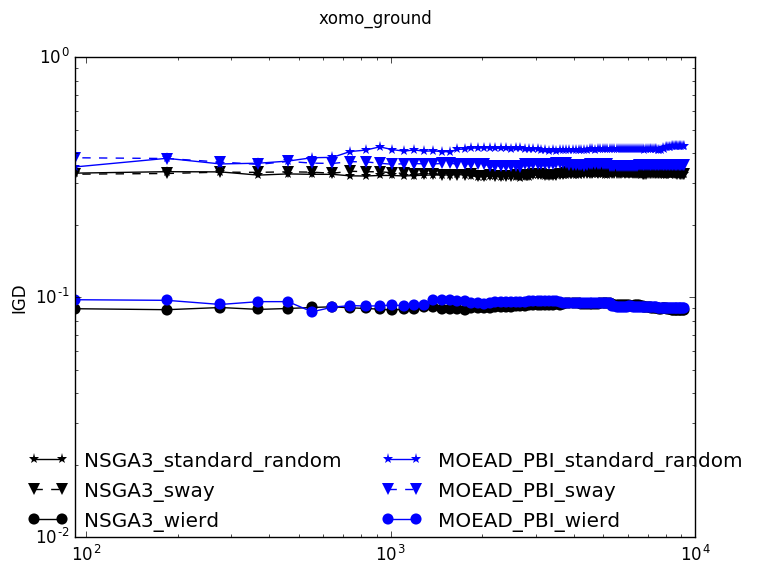 xomo_ground
10^0
10^-1
10^-2
IGD
NSGA3_standard_random
NSGA3_sway
NSGA3_wierd
MOEAD_PBI_standard_random
MOEAD_PBI_sway
MOEAD_PBI_wierd
10^2 10^3 10^4